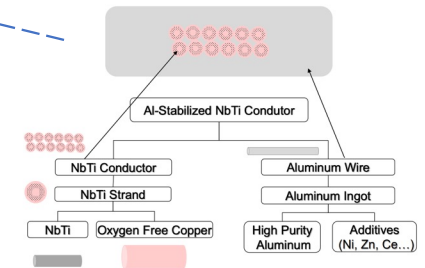 Al-Stabilized NbTi Condutor
NbTi Conductor
Aluminum Wire
NbTi Strand
Aluminum Ingot
NbTi
Oxygen Free Copper
High Purity
Aluminum
Additives
(Ni, Zn, Ce…)